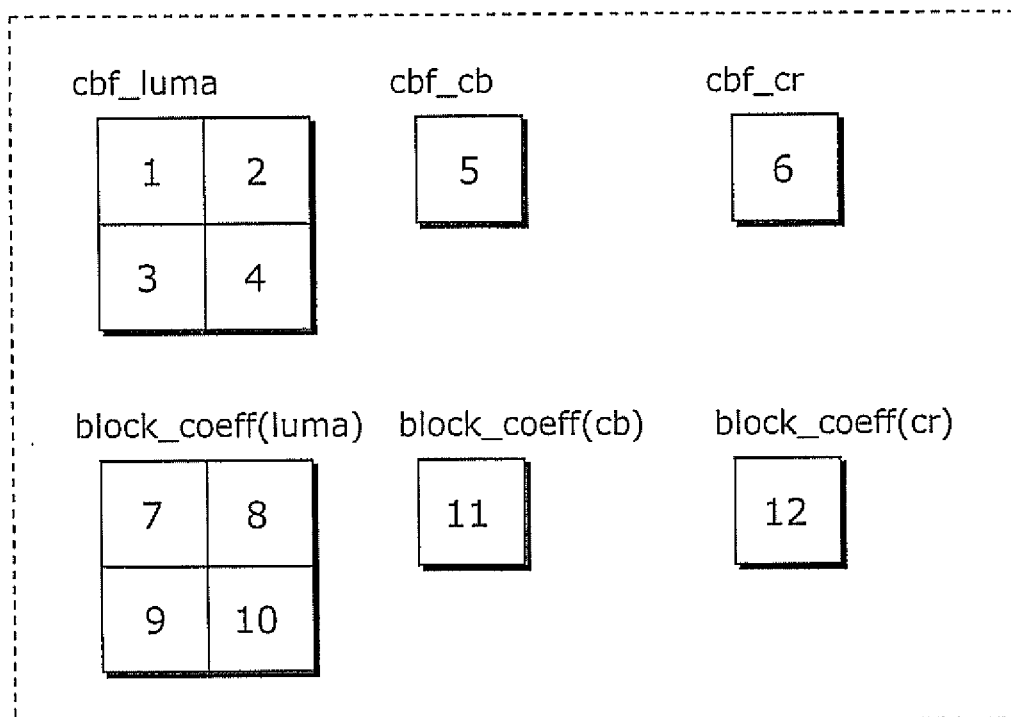 cbf_luma cbf_cb cbf_cr
1 2 5 6
3 4
block_coeff(luma) block_coeff(cb) block_coeff(cr)
7 8 11 12
9 10